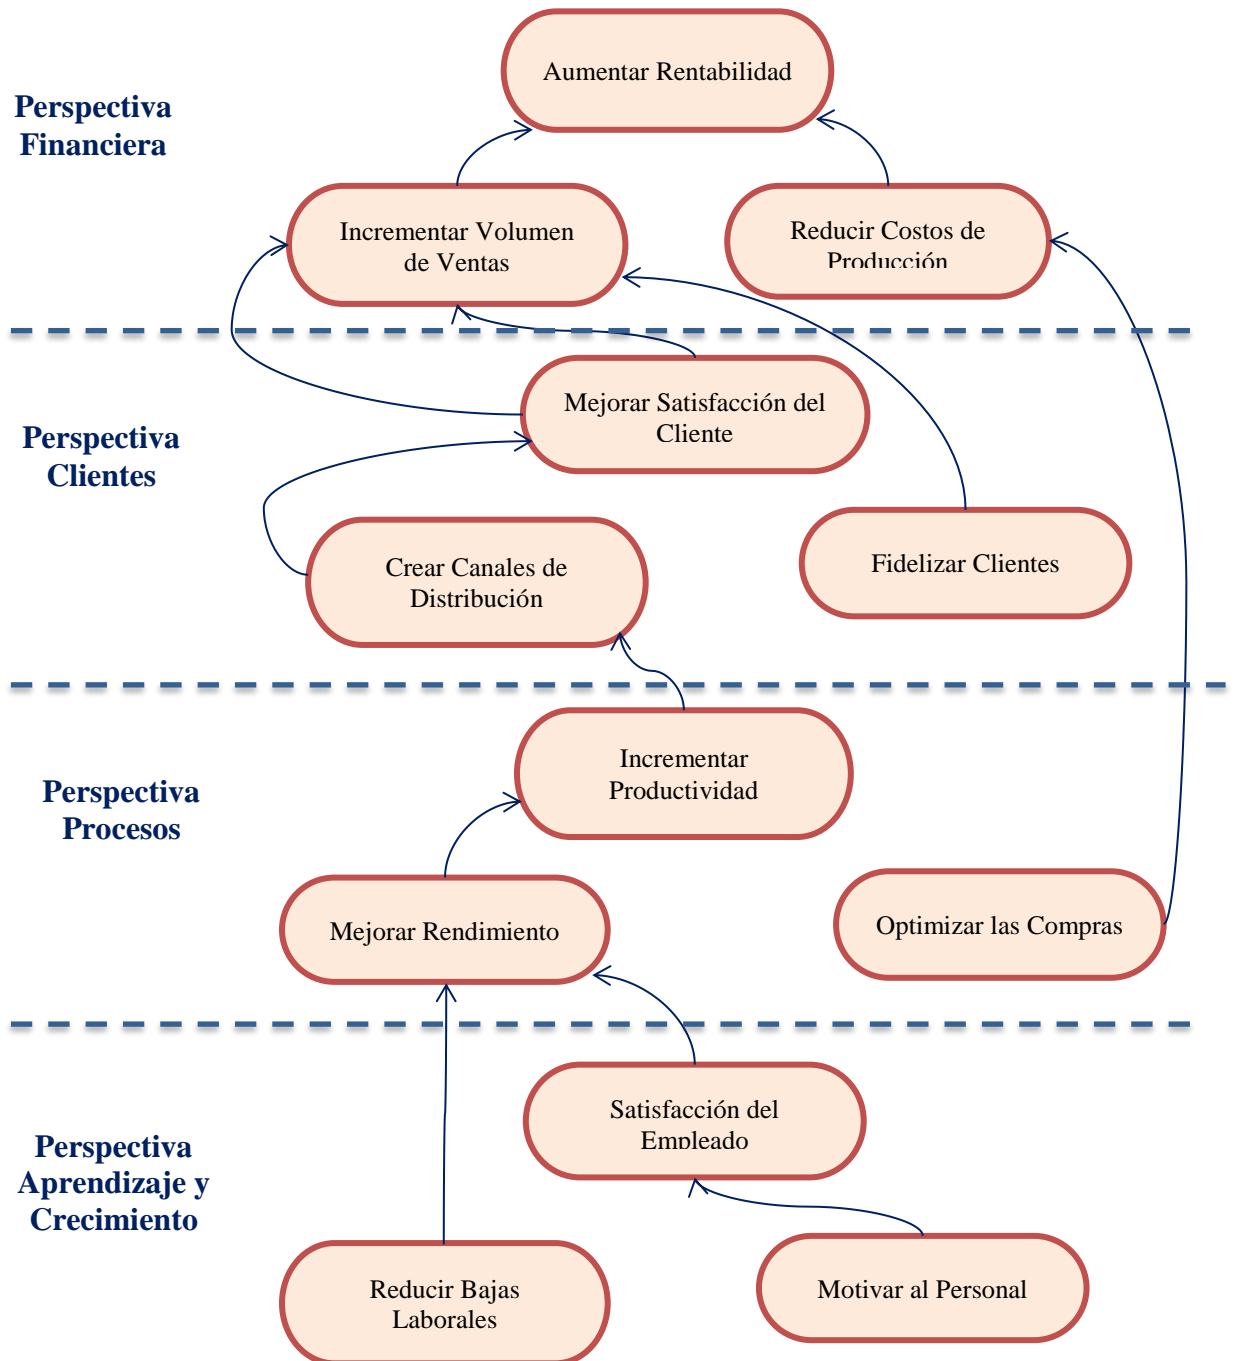 Aumentar Rentabilidad
Perspectiva
Financiera
Incrementar Volumen
de Ventas
Reducir Costos de
Producción
Mejorar Satisfacción del
Cliente
Perspectiva
Clientes
Crear Canales de
Distribución
Fidelizar Clientes
Incrementar
Productividad
Perspectiva
Procesos
Mejorar Rendimiento
Optimizar las Compras
Satisfacción del
Empleado
Perspectiva
Aprendizaje y
Crecimiento
Reducir Bajas
Laborales
Motivar al Personal